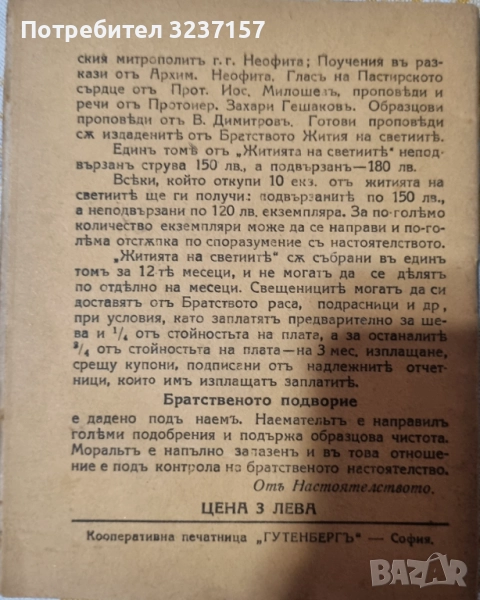 Потребител 3237157
ския митрополитъ г. г. Неофита; Поучения въ раз-
кази отъ Архим. Неофита. Гласъ на Пастирското
сърдце отъ Прот. Иос. Милошевъ, проповѣди и
речи отъ Протоиер. Захари Гешаковъ. Образцови
проповѣди отъ В. Димитровъ. Готови проповѣди
сѫ издаденитѣ отъ Братството Жития на светиитѣ.
Единъ томъ отъ „Житията на светиитѣ“ непод-
вързанъ струва 150 лв., а подвързанъ—180 лв.
Всѣки, който откупи 10 екз. отъ житията на
светиитѣ ще ги получи: подвързанитѣ по 150 лв.,
а неподвързани по 120 лв. екземпляра. За по-голѣмо
количество екземпляри може да се направи и по-го-
лѣма отстѫпка по споразумение съ настоятелството.
„Житията на светиитѣ“ сѫ събрани въ единъ
томъ за 12-тѣ месеци, и не могатъ да се дѣлятъ
по отдѣлно на месеци. Свещеницитѣ могатъ да си
доставятъ отъ Братството раса, подрасници и др.,
при условия, като заплатятъ предварително за ше-
ва и 1/4 отъ стойностьта на плата, а за останалитѣ
3/4 отъ стойностьта на плата—на 3 мес. изплащане,
срещу купони, подписани от надлежнитѣ отчет-
ници, които имъ изплащатъ заплатитѣ.
Братственото подворие
е дадено подъ наемъ. Наемательтъ е направилъ
голѣми подобрения и подържа образцова чистота.
Моральтъ е напълно запазенъ и въ това отноше-
ние е подъ контрола на братственото настоятелство.
Отъ Настоятелството.
ЦЕНА 3 ЛЕВА
Кооперативна печатница „ГУТЕНБЕРГЪ“ — София.
BAZAR